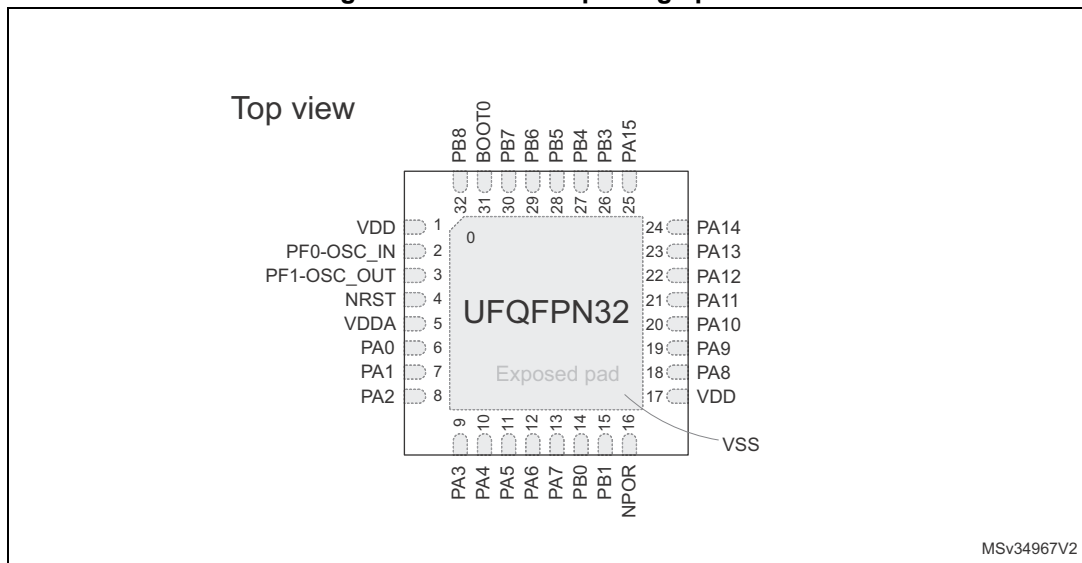 Top view
PB8
BOOT0
PB7
PB6
PB5
PB4
PB3
PA15
32
31
30
29
28
27
26
25
VDD 1
PF0-OSC_IN 2
PF1-OSC_OUT 3
NRST 4
VDDA 5
PA0 6
PA1 7
PA2 8
0
UFQFPN32
Exposed pad
24 PA14
23 PA13
22 PA12
21 PA11
20 PA10
19 PA9
18 PA8
17 VDD
VSS
9
10
11
12
13
14
15
16
PA3
PA4
PA5
PA6
PA7
PB0
PB1
NPOR
MSv34967V2